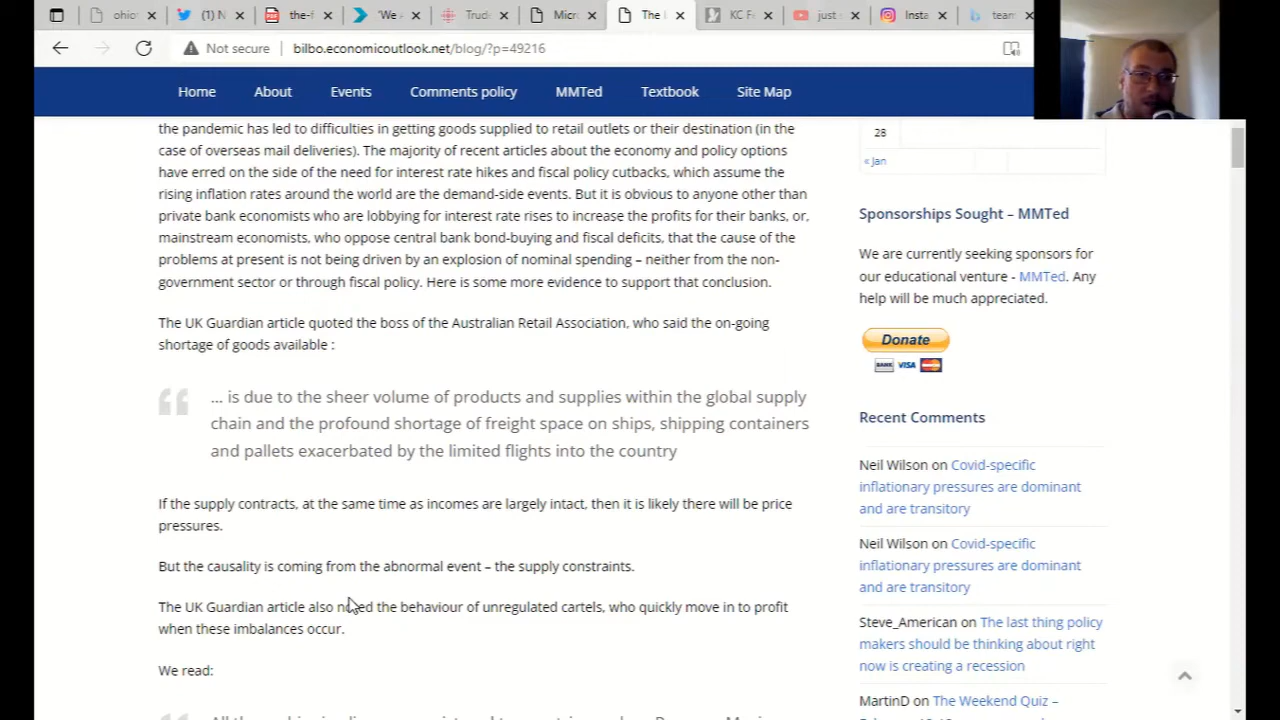 ohio
(1) N
the-f
'We
Trud
Micro
The l
KC F
just
Insta
team
Not secure
bilbo.economicoutlook.net/blog/?p=49216
Home About Events Comments policy MMTed Textbook Site Map
the pandemic has led to difficulties in getting goods supplied to retail outlets or their destination (in the
case of overseas mail deliveries). The majority of recent articles about the economy and policy options
have erred on the side of the need for interest rate hikes and fiscal policy cutbacks, which assume the
rising inflation rates around the world are the demand-side events. But it is obvious to anyone other than
private bank economists who are lobbying for interest rate rises to increase the profits for their banks, or,
mainstream economists, who oppose central bank bond-buying and fiscal deficits, that the cause of the
problems at present is not being driven by an explosion of nominal spending – neither from the non-
government sector or through fiscal policy. Here is some more evidence to support that conclusion.
The UK Guardian article quoted the boss of the Australian Retail Association, who said the on-going
shortage of goods available :
… is due to the sheer volume of products and supplies within the global supply
chain and the profound shortage of freight space on ships, shipping containers
and pallets exacerbated by the limited flights into the country
If the supply contracts, at the same time as incomes are largely intact, then it is likely there will be price
pressures.
But the causality is coming from the abnormal event – the supply constraints.
The UK Guardian article also noted the behaviour of unregulated cartels, who quickly move in to profit
when these imbalances occur.
We read:
28
« Jan
Sponsorships Sought – MMTed
We are currently seeking sponsors for
our educational venture - MMTed. Any
help will be much appreciated.
Donate
BANK VISA
Recent Comments
Neil Wilson on Covid-specific
inflationary pressures are dominant
and are transitory
Neil Wilson on Covid-specific
inflationary pressures are dominant
and are transitory
Steve_American on The last thing policy
makers should be thinking about right
now is creating a recession
MartinD on The Weekend Quiz –